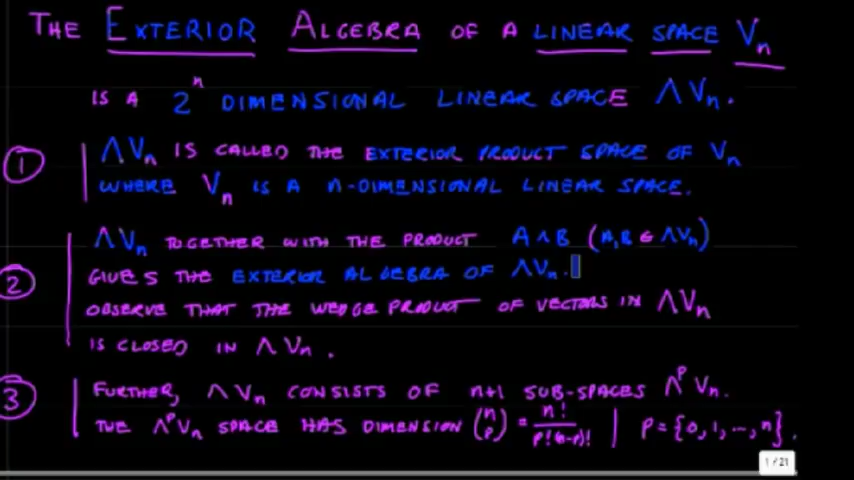 THE EXTERIOR ALGEBRA OF A LINEAR SPACE Vₙ
IS A 2ⁿ DIMENSIONAL LINEAR SPACE ΛVₙ.
① ΛVₙ IS CALLED THE EXTERIOR PRODUCT SPACE OF Vₙ
WHERE Vₙ IS A n-DIMENSIONAL LINEAR SPACE.
② ΛVₙ TOGETHER WITH THE PRODUCT A∧B (A,B ∈ ΛVₙ)
GIVES THE EXTERIOR ALGEBRA OF ΛVₙ.
OBSERVE THAT THE WEDGE PRODUCT OF VECTORS IN ΛVₙ
IS CLOSED IN ΛVₙ.
③ FURTHER, ΛVₙ CONSISTS OF n+1 SUB-SPACES ΛᵖVₙ.
THE ΛᵖVₙ SPACE HAS DIMENSION (n p) = n!/p!(n-p)! | P = {0, 1, ..., n}.
1 / 21